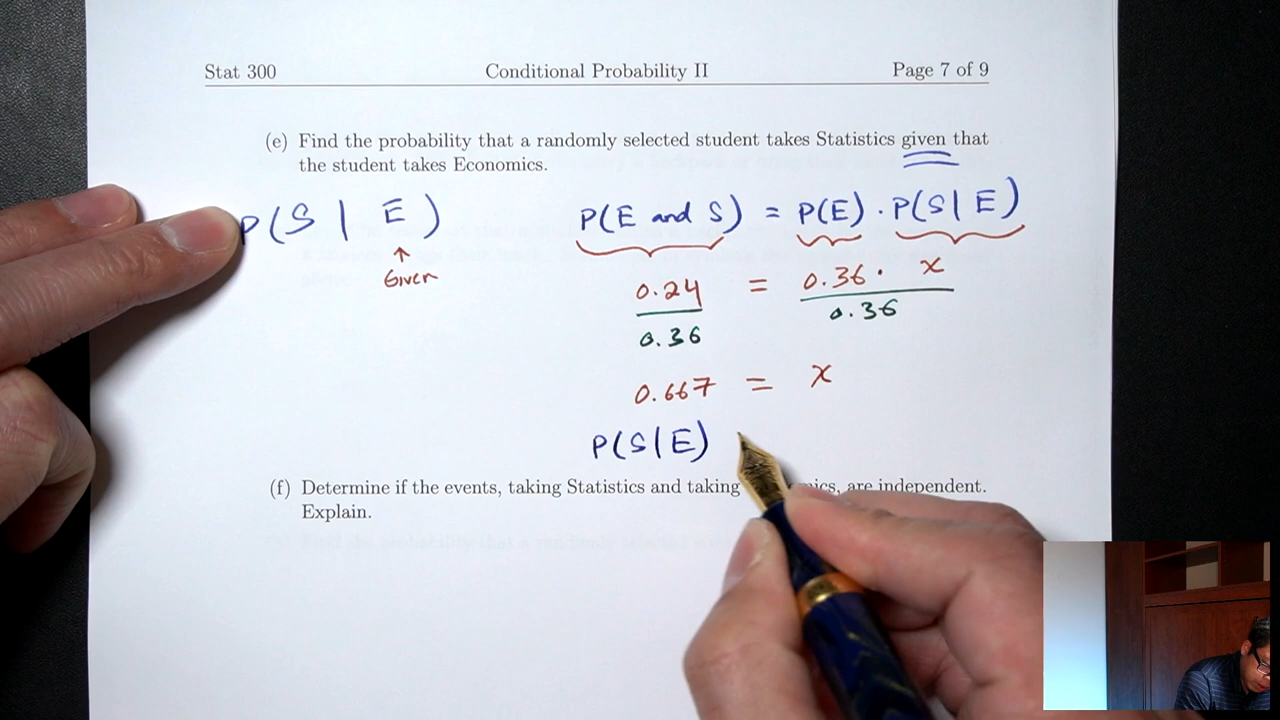 Stat 300 Conditional Probability II Page 7 of 9
(e) Find the probability that a randomly selected student takes Statistics given that
the student takes Economics.
P(S | E)
↑
Given
P(E and S) = P(E) · P(S|E)
0.24 = 0.36 · x
0.36 0.36
0.667 = x
P(S|E)
(f) Determine if the events, taking Statistics and taking are independent.
Explain.